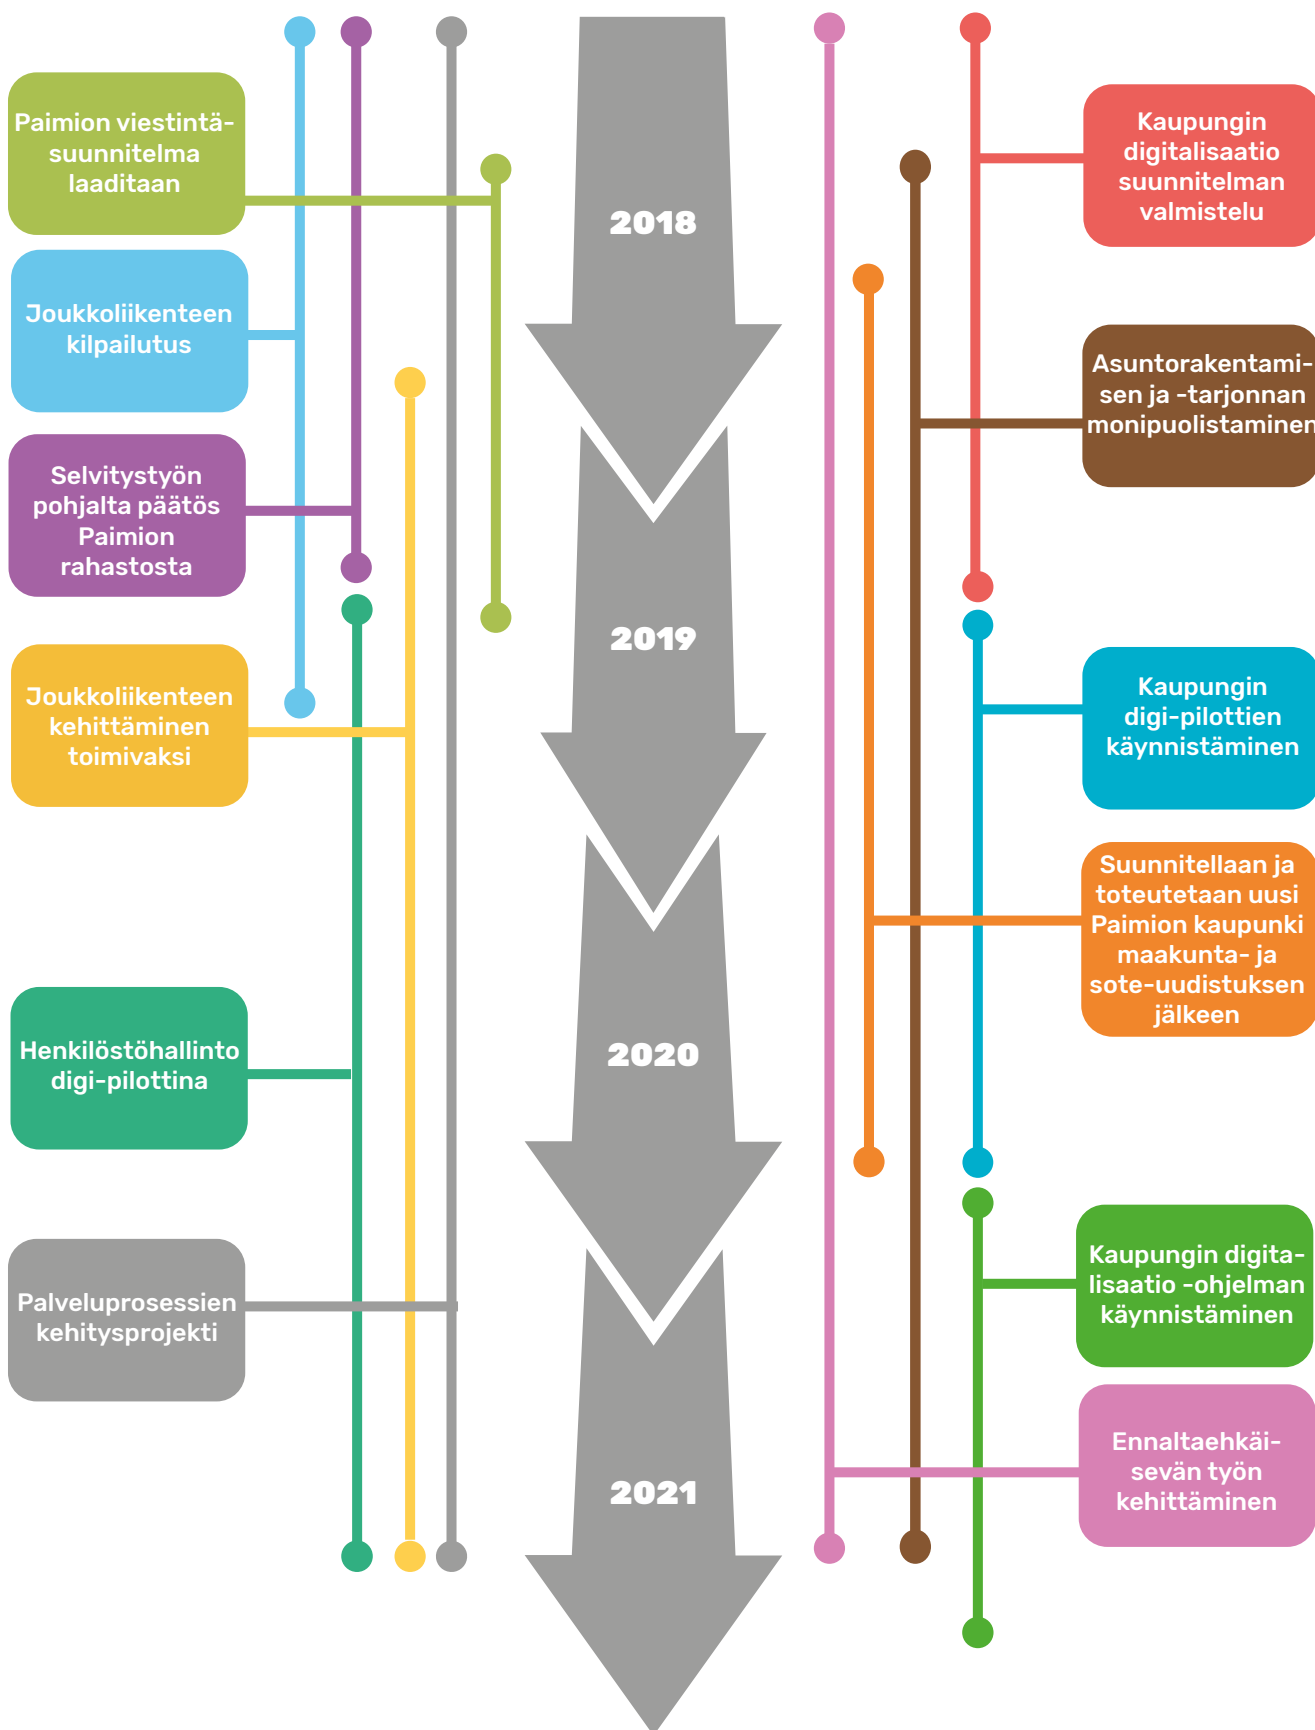 Paimion viestintä-
suunnitelma
laaditaan
Joukkoliikenteen
kilpailutus
Selvitystyön
pohjalta päätös
Paimion
rahastosta
Joukkoliikenteen
kehittäminen
toimivaksi
Henkilöstöhallinto
digi-pilottina
Palveluprosessien
kehitysprojekti
2018
2019
2020
2021
Kaupungin
digitalisaatio
suunnitelman
valmistelu
Asuntorakentami-
sen ja -tarjonnan
monipuolistaminen
Kaupungin
digi-pilottien
käynnistäminen
Suunnitellaan ja
toteutetaan uusi
Paimion kaupunki
maakunta- ja
sote-uudistuksen
jälkeen
Kaupungin digita-
lisaatio -ohjelman
käynnistäminen
Ennaltaehkäi-
sevän työn
kehittäminen